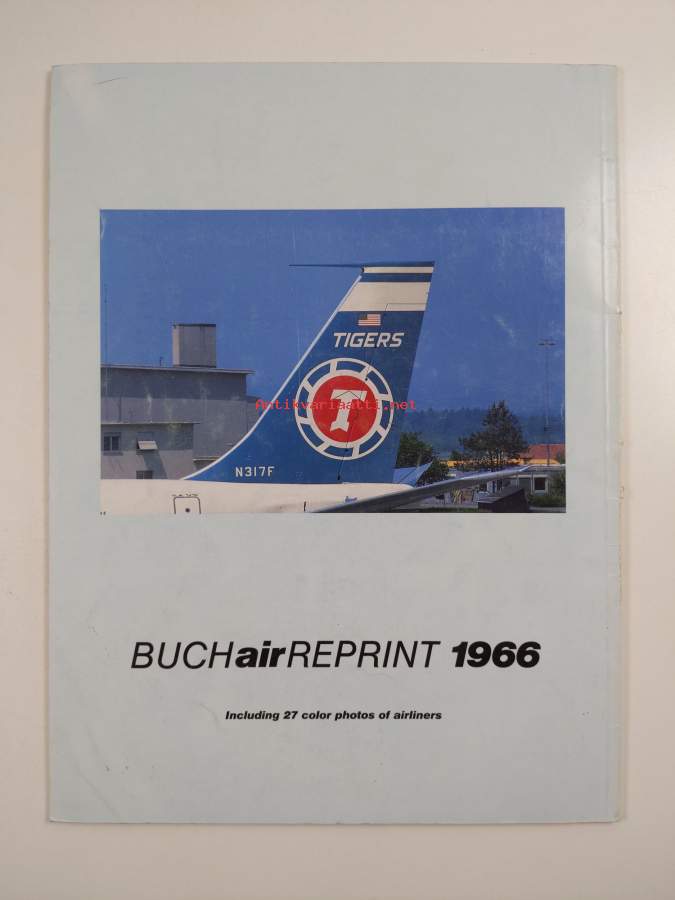 TIGERS
T
Antikvariaatti.net
N317F
BUCHairREPRINT 1966
Including 27 color photos of airliners